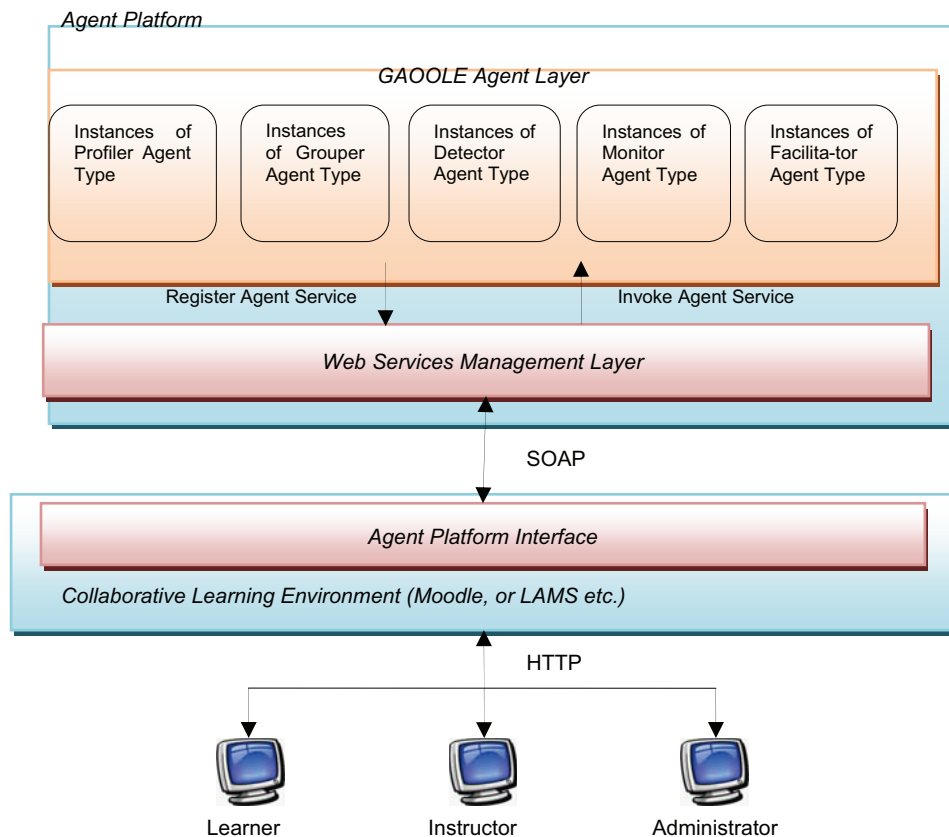 Agent Platform
GAOOLE Agent Layer
Instances of
Profiler Agent
Type
Instances
of Grouper
Agent Type
Instances of
Detector
Agent Type
Instances of
Monitor
Agent Type
Instances of
Facilita-tor
Agent Type
Register Agent Service
Invoke Agent Service
Web Services Management Layer
SOAP
Agent Platform Interface
Collaborative Learning Environment (Moodle, or LAMS etc.)
HTTP
Learner
Instructor
Administrator